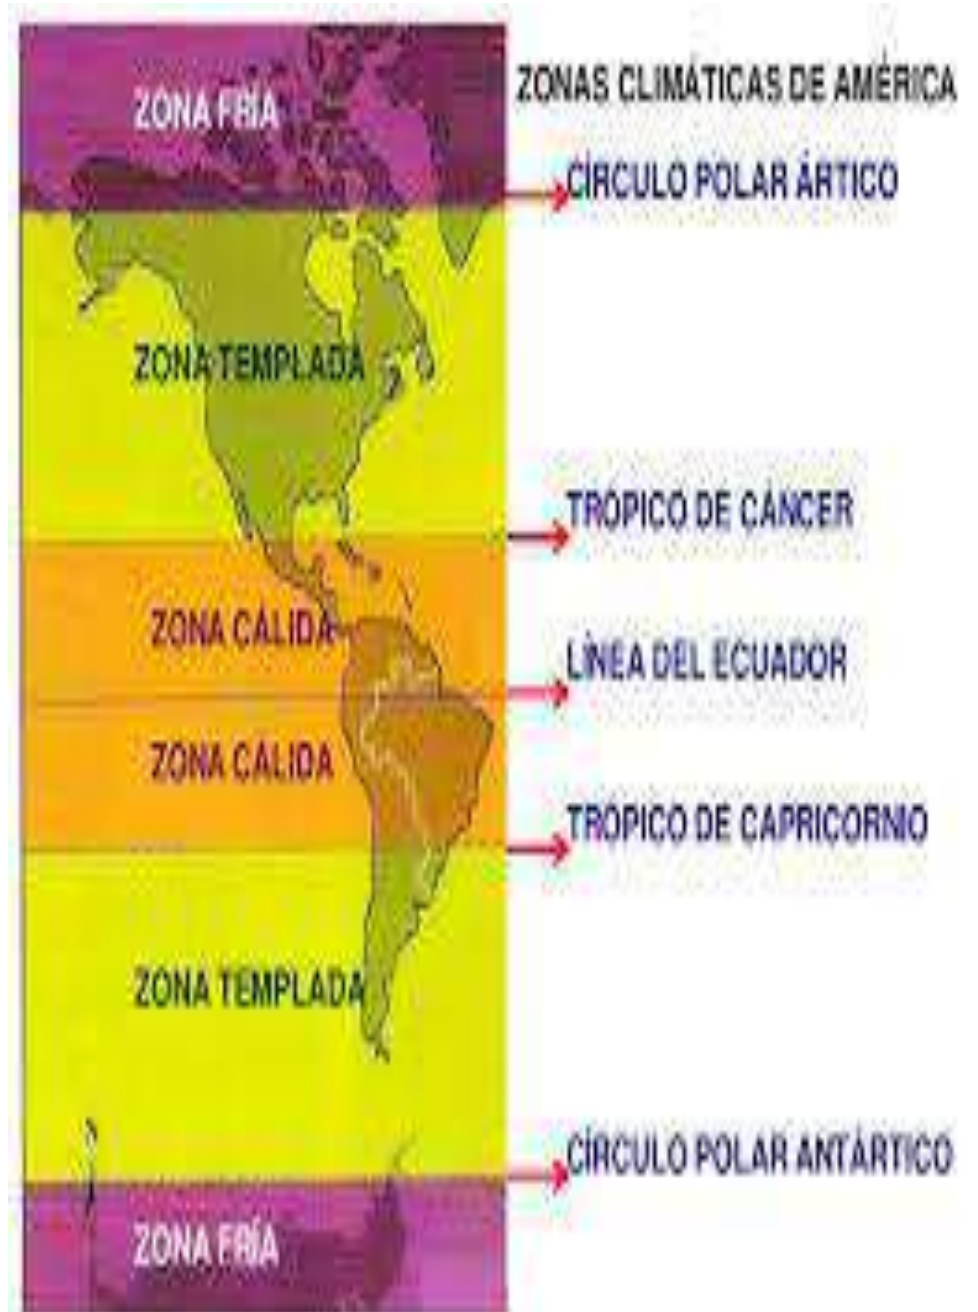 ZONAS CLIMÁTICAS DE AMÉRICA
ZONA FRÍA
CÍRCULO POLAR ÁRTICO
ZONA TEMPLADA
TRÓPICO DE CÁNCER
ZONA CÁLIDA
LÍNEA DEL ECUADOR
ZONA CÁLIDA
TRÓPICO DE CAPRICORNIO
ZONA TEMPLADA
CÍRCULO POLAR ANTÁRTICO
ZONA FRÍA